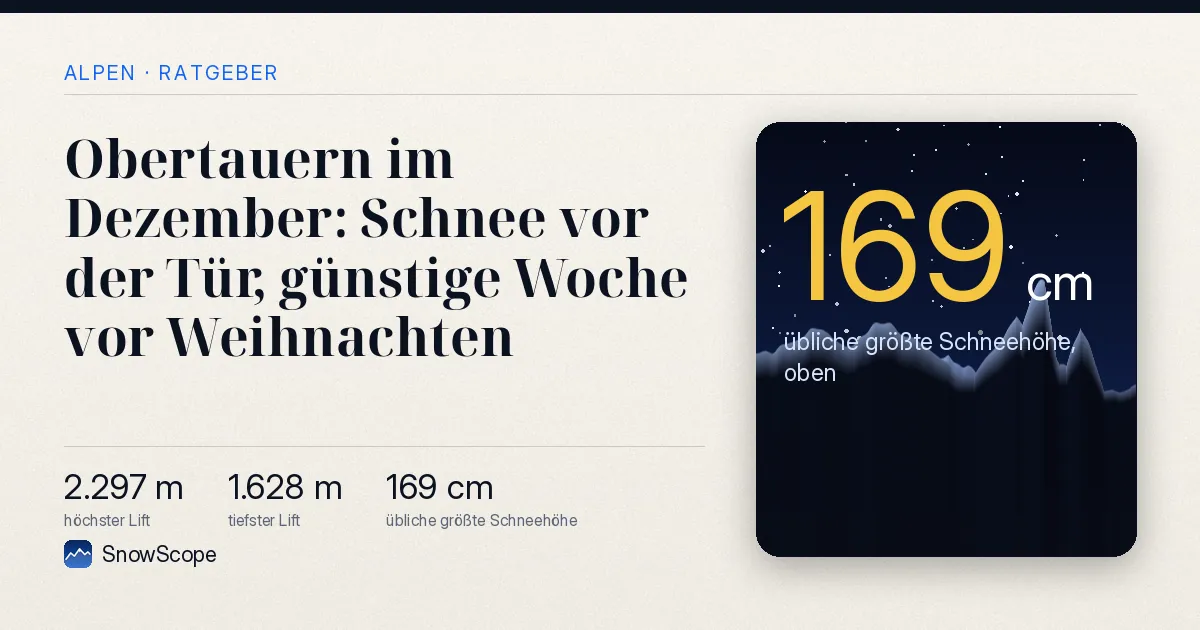 ALPEN · RATGEBER
Obertauern im
Dezember: Schnee vor
der Tür, günstige Woche
vor Weihnachten
169 cm
übliche größte Schneehöhe,
oben
2.297 m
höchster Lift
1.628 m
tiefster Lift
169 cm
übliche größte Schneehöhe
SnowScope